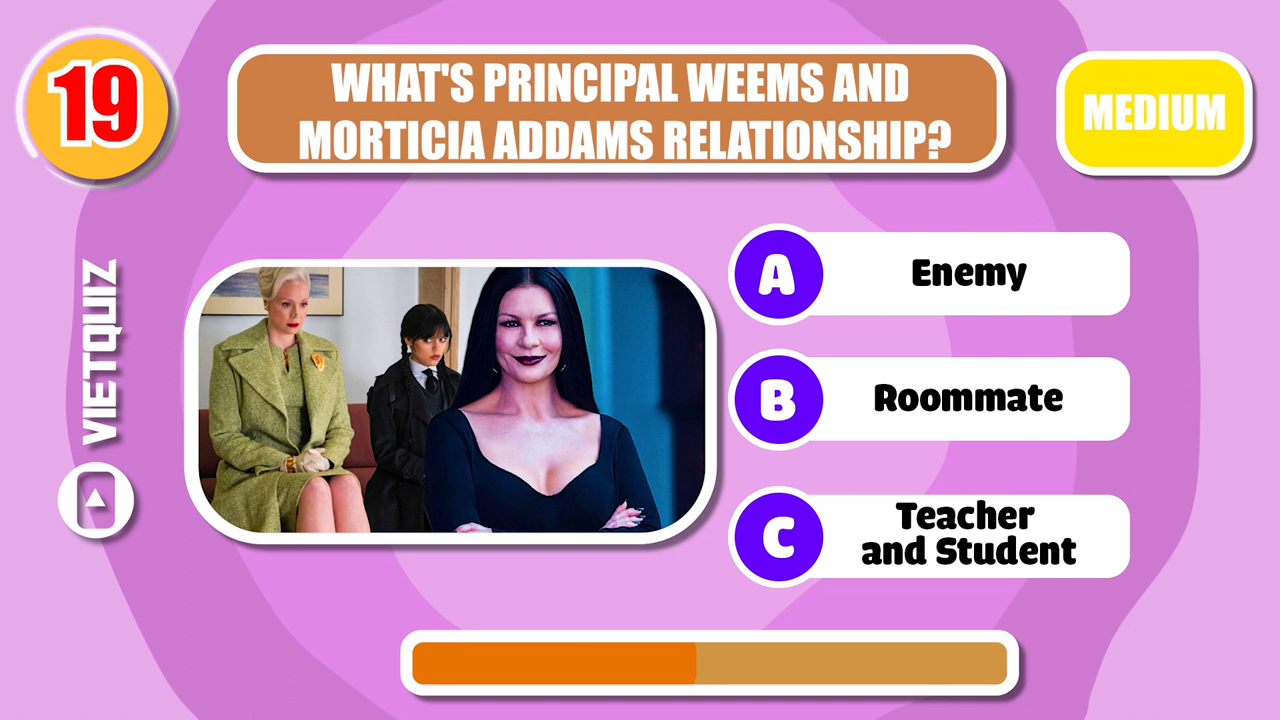 19
WHAT'S PRINCIPAL WEEMS AND
MORTICIA ADDAMS RELATIONSHIP?
MEDIUM
VIETQUIZ
A
Enemy
B
Roommate
C
Teacher
and Student